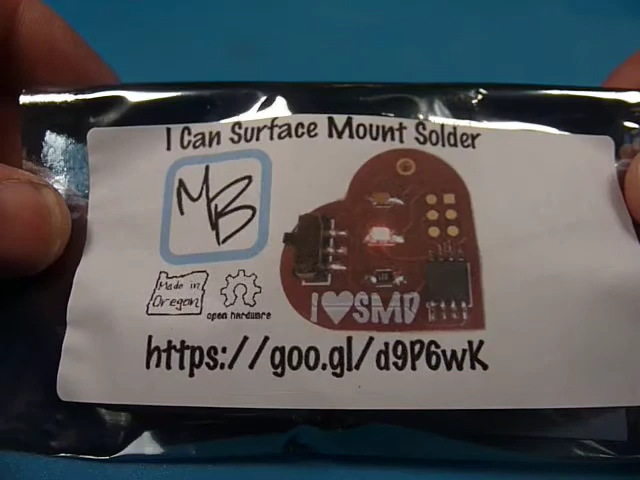 I Can Surface Mount Solder
MB
Made in
Oregon
open hardware
I♥SMD
https://goo.gl/d9P6wK